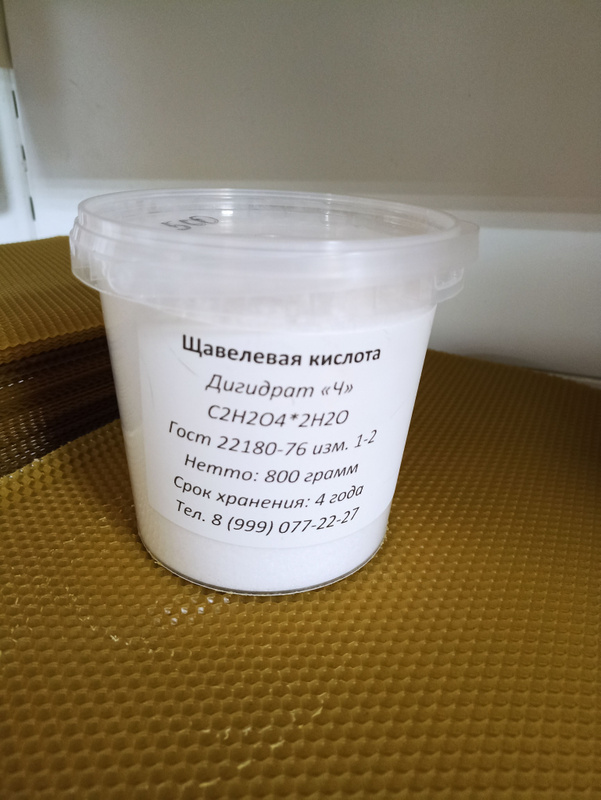 500
Щавелевая кислота
Дигидрат «Ч»
C2H2O4*2H2O
Гост 22180-76 изм. 1-2
Нетто: 800 грамм
Срок хранения: 4 года
Тел. 8 (999) 077-22-27